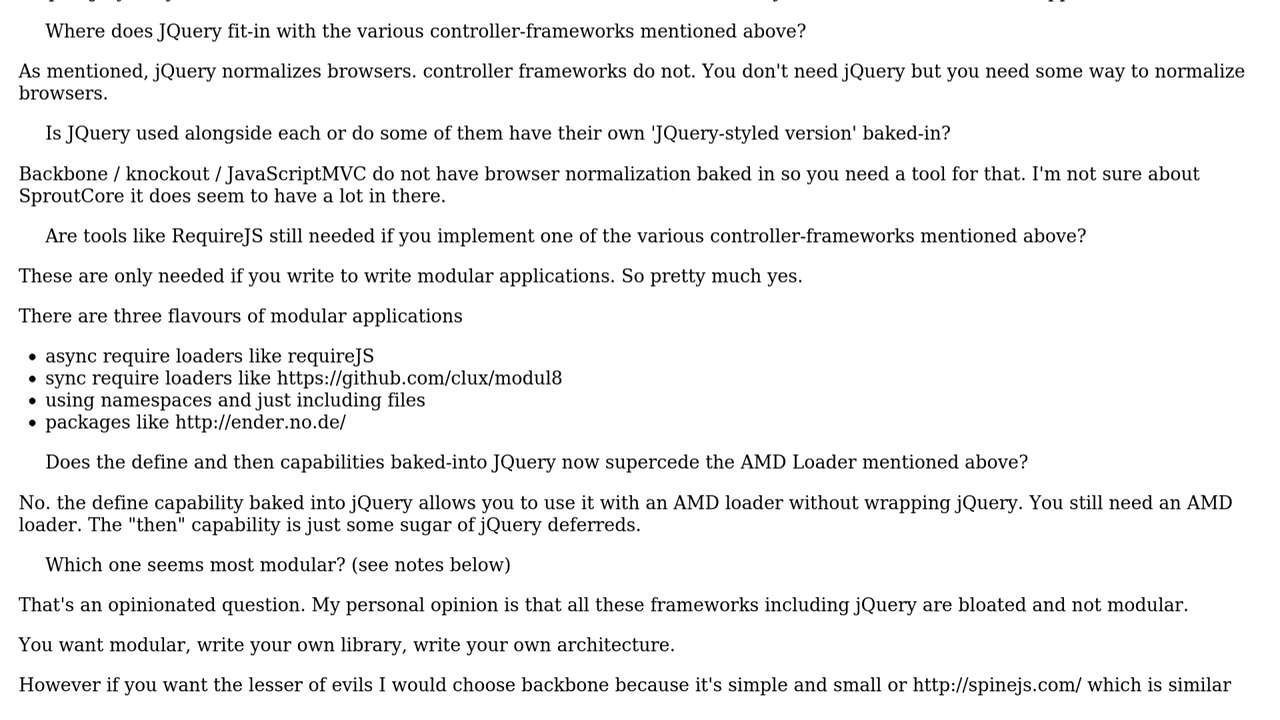 Where does JQuery fit-in with the various controller-frameworks mentioned above?
As mentioned, jQuery normalizes browsers. controller frameworks do not. You don't need jQuery but you need some way to normalize
browsers.
Is JQuery used alongside each or do some of them have their own 'JQuery-styled version' baked-in?
Backbone / knockout / JavaScriptMVC do not have browser normalization baked in so you need a tool for that. I'm not sure about
SproutCore it does seem to have a lot in there.
Are tools like RequireJS still needed if you implement one of the various controller-frameworks mentioned above?
These are only needed if you write to write modular applications. So pretty much yes.
There are three flavours of modular applications
• async require loaders like requireJS
• sync require loaders like https://github.com/clux/modul8
• using namespaces and just including files
• packages like http://ender.no.de/
Does the define and then capabilities baked-into JQuery now supercede the AMD Loader mentioned above?
No. the define capability baked into jQuery allows you to use it with an AMD loader without wrapping jQuery. You still need an AMD
loader. The "then" capability is just some sugar of jQuery deferreds.
Which one seems most modular? (see notes below)
That's an opinionated question. My personal opinion is that all these frameworks including jQuery are bloated and not modular.
You want modular, write your own library, write your own architecture.
However if you want the lesser of evils I would choose backbone because it's simple and small or http://spinejs.com/ which is similar